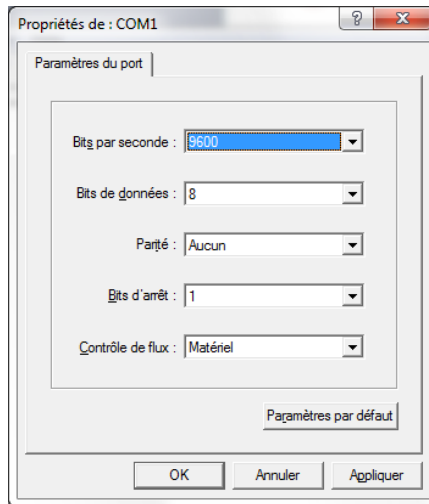 Propriétés de : COM1
?
X
Paramètres du port
Bits par seconde : 9600
Bits de données : 8
Parité : Aucun
Bits d'arrêt : 1
Contrôle de flux : Matériel
Paramètres par défaut
OK Annuler Appliquer